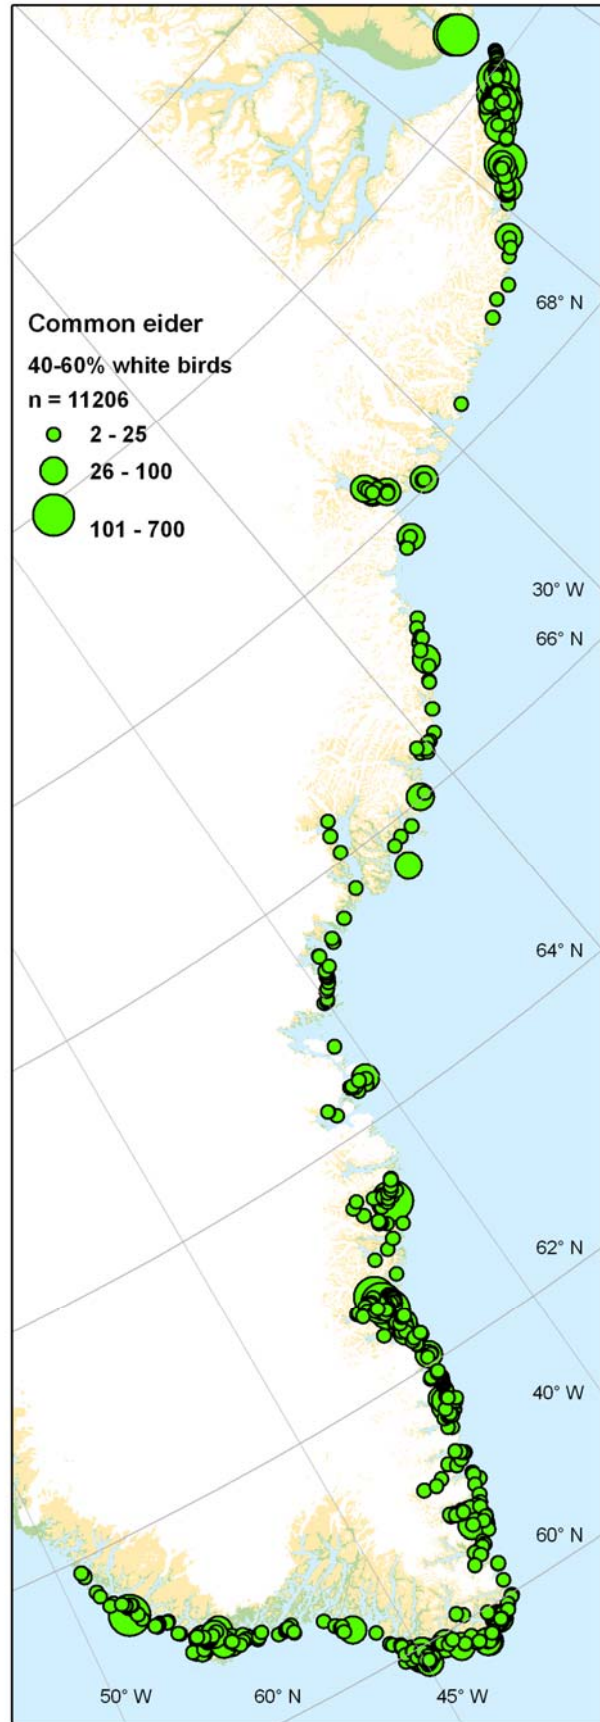 68° N
Common eider
40-60% white birds
n = 11206
2 - 25
26 - 100
101 - 700
30° W
66° N
64° N
62° N
40° W
60° N
50° W 60° N 45° W